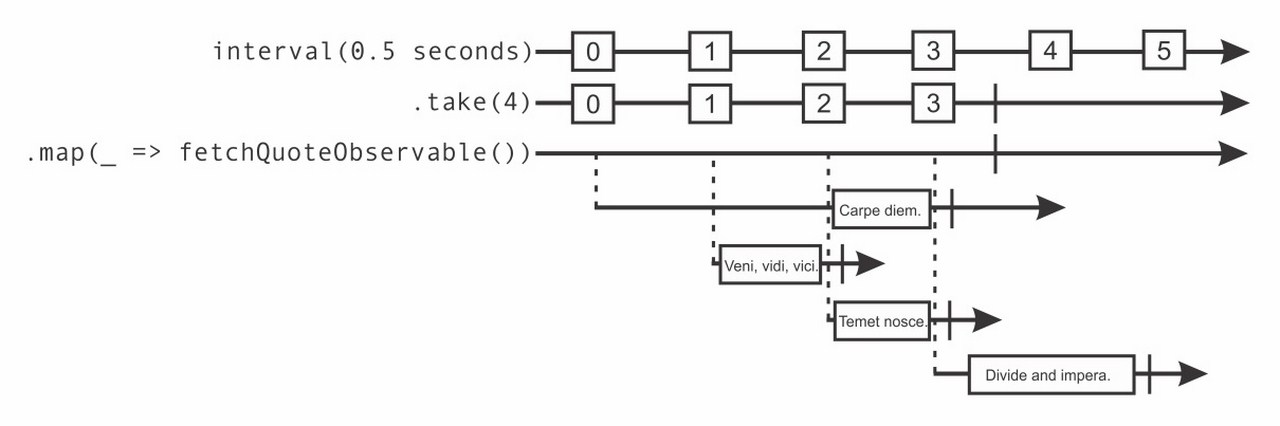 interval(0.5 seconds) 0 1 2 3 4 5
.take(4) 0 1 2 3
.map(_ => fetchQuoteObservable())
Carpe diem.
Veni, vidi, vici.
Temet nosce.
Divide and impera.